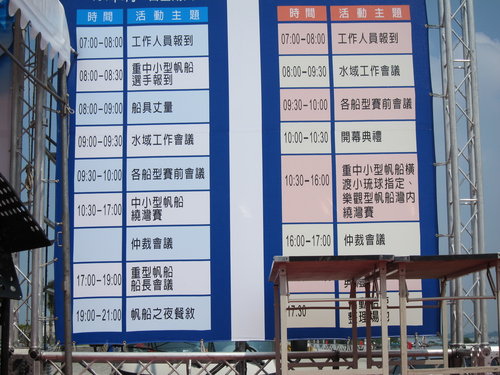 時間 活動主題
07:00-08:00 工作人員報到
08:00-08:30 重中小型帆船
選手報到
08:00-09:00 船具丈量
09:00-09:30 水域工作會議
09:30-10:00 各船型賽前會議
10:30-17:00 中小型帆船
繞灣賽
仲裁會議
17:00-19:00 重型帆船
船長會議
19:00-21:00 帆船之夜餐敘
時間 活動主題
07:00-08:00 工作人員報到
08:00-09:30 水域工作會議
09:30-10:00 各船型賽前會議
10:00-10:30 開幕典禮
10:30-16:00 重中小型帆船橫
渡小琉球指定、
樂觀型帆船灣內
繞灣賽
16:00-17:00 仲裁會議
17:30